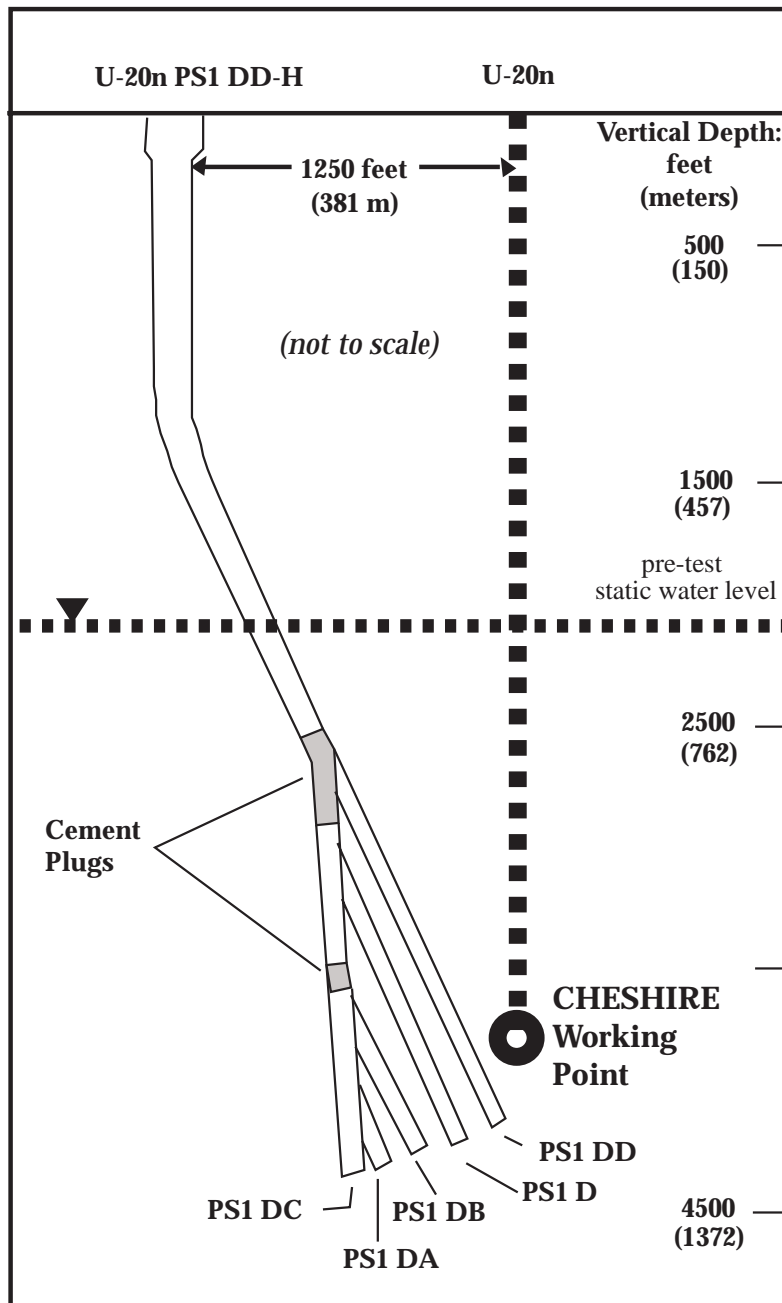 U-20n PS1 DD-H
U-20n
Vertical Depth:
feet
(meters)
1250 feet
(381 m)
500
(150)
(not to scale)
1500
(457)
pre-test
static water level
2500
(762)
Cement
Plugs
CHESHIRE
Working
Point
PS1 DD
PS1 D
PS1 DB
PS1 DC
PS1 DA
4500
(1372)